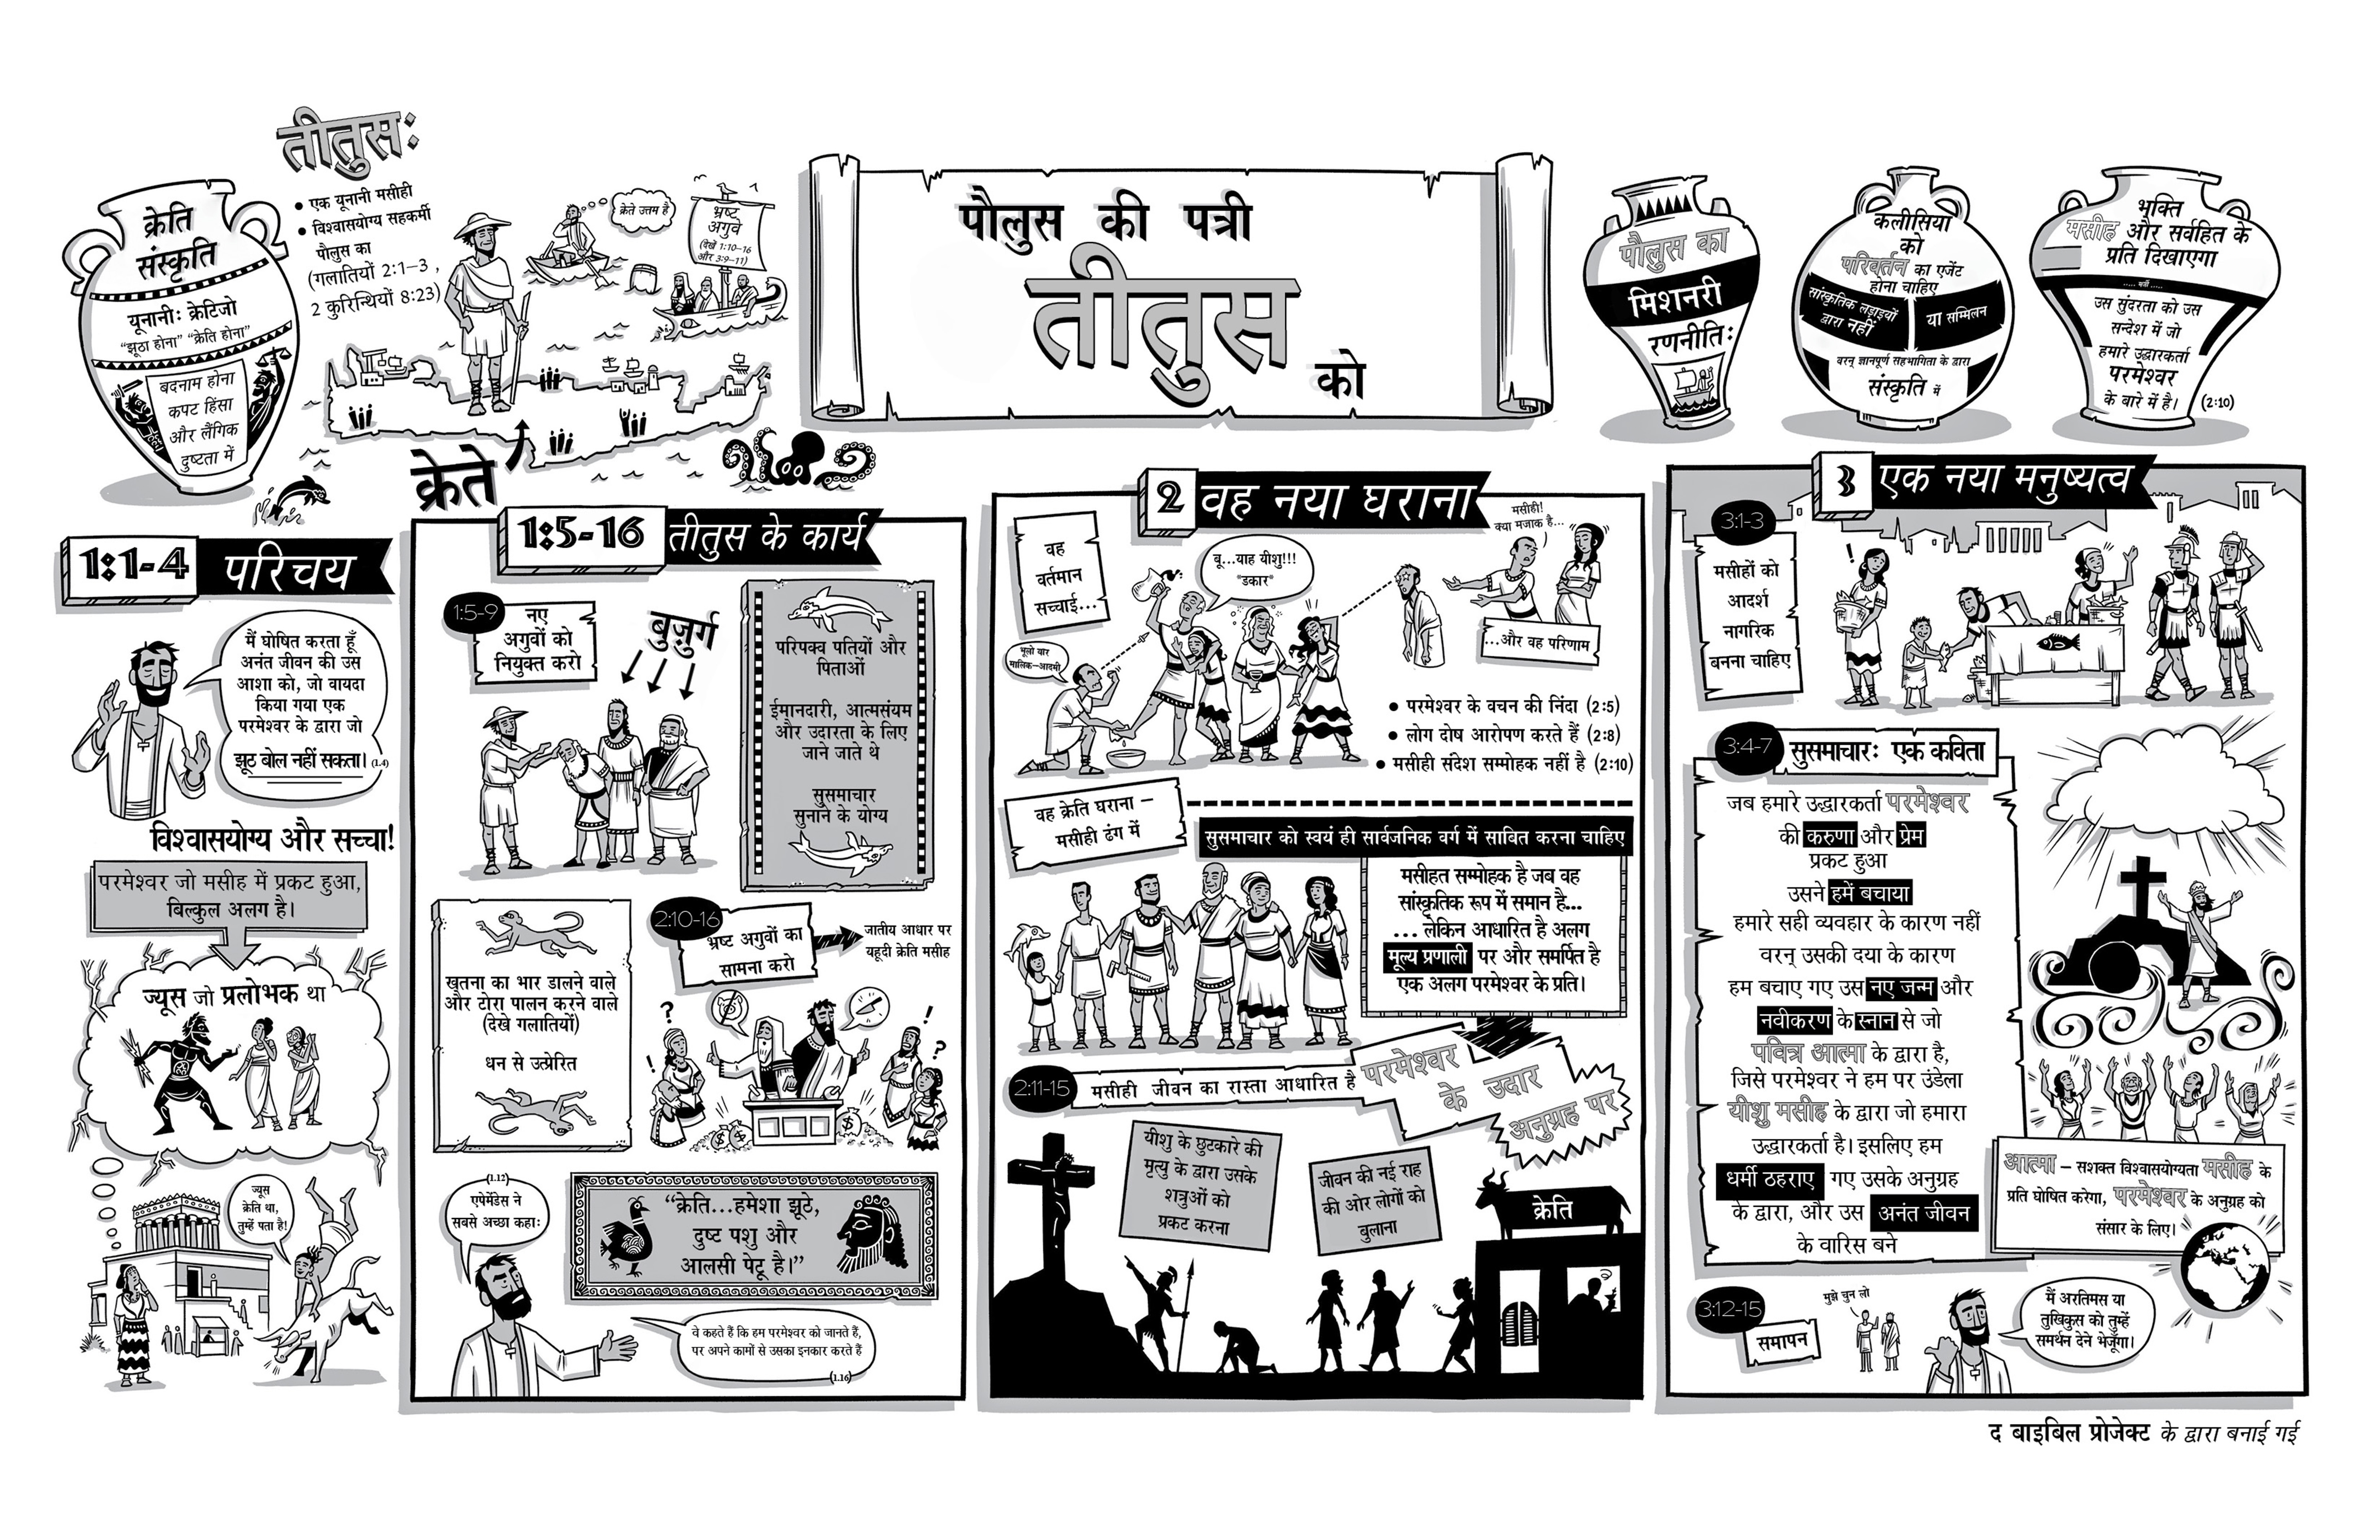 तीतुसः
• एक यूनानी मसीही
• विश्वासयोग्य सहकर्मी
पौलुस का
(गलातियों 2:1–3 ,
2 कुरिन्थियों 8:23)
क्रेति
संस्कृति
यूनानीः क्रेटिजो
“झूठा होना” “क्रेति होना”
बदनाम होना
कपट हिंसा
और लैंगिक
दुष्टता में
क्रेते उत्तम है
भ्रष्ट
अगुवे
(देखें 1:10–16
और 3:9–11)
क्रेते
पौलुस की पत्री
तीतुस
को
पौलुस का
मिशनरी
रणनीतिः
कलीसिया
को
परिवर्तन का एजेंट
होना चाहिए
सांस्कृतिक लड़ाइयों
द्वारा नहीं
या सम्मिलन
वरन् ज्ञानपूर्ण सहभागिता के द्वारा
संस्कृति में
भक्ति
मसीह और सर्वहित के
प्रति दिखाएगा
उस सुंदरता को उस
सन्देश में जो
हमारे उद्धारकर्ता
परमेश्वर
के बारे में है।
(2:10)
1:1-4 परिचय
मैं घोषित करता हूँ
अनंत जीवन की उस
आशा को, जो वायदा
किया गया एक
परमेश्वर के द्वारा जो
झूठ बोल नहीं सकता। (1.4)
विश्वासयोग्य और सच्चा!
परमेश्वर जो मसीह में प्रकट हुआ,
बिल्कुल अलग है।
ज्यूस जो प्रलोभक था
ज्यूस
क्रेति था,
तुम्हें पता है!
1:5-16 तीतुस के कार्य
1:5-9
नए
अगुवों को
नियुक्त करो
बुज़ुर्ग
परिपक्व पतियों और
पिताओं
ईमानदारी, आत्मसंयम
और उदारता के लिए
जाने जाते थे
सुसमाचार
सुनाने के योग्य
खतना का भार डालने वाले
और टोरा पालन करने वाले
(देखे गलातियों)
धन से उत्प्रेरित
2:10-16
भ्रष्ट अगुवों का
सामना करो
जातीय आधार पर
यहूदी क्रेति मसीह
?
!
!
?
$
$
$
(1.12)
एपेमेंडेस ने
सबसे अच्छा कहाः
“क्रेति...हमेशा झूठे,
दुष्ट पशु और
आलसी पेटू है।”
वे कहते हैं कि हम परमेश्वर को जानते हैं,
पर अपने कामों से उसका इनकार करते हैं
(1.16)
2 वह नया घराना
वह
वर्तमान
सच्चाई...
भूलो यार
मालिक–आदमी
बू...याह यीशु!!!
"डकार"
मसीही!
क्या मजाक है...
...और वह परिणाम
• परमेश्वर के वचन की निंदा (2:5)
• लोग दोष आरोपण करते हैं (2:8)
• मसीही संदेश सम्मोहक नहीं है (2:10)
वह क्रेति घराना –
मसीही ढंग में
सुसमाचार को स्वयं ही सार्वजनिक वर्ग में साबित करना चाहिए
मसीहत सम्मोहक है जब वह
सांस्कृतिक रूप में समान है...
... लेकिन आधारित है अलग
मूल्य प्रणाली पर और समर्पित है
एक अलग परमेश्वर के प्रति।
2:11-15 मसीही जीवन का रास्ता आधारित है
परमेश्वर
के उदार
अनुग्रह पर
यीशु के छुटकारे की
मृत्यु के द्वारा उसके
शत्रुओं को
प्रकट करना
जीवन की नई राह
की ओर लोगों को
बुलाना
क्रेति
3 एक नया मनुष्यत्व
3:1-3
मसीहों को
आदर्श
नागरिक
बनना चाहिए
!
3:4-7 सुसमाचारः एक कविता
जब हमारे उद्धारकर्ता परमेश्वर
की करुणा और प्रेम
प्रकट हुआ
उसने हमें बचाया
हमारे सही व्यवहार के कारण नहीं
वरन् उसकी दया के कारण
हम बचाए गए उस नए जन्म और
नवीकरण के स्नान से जो
पवित्र आत्मा के द्वारा है,
जिसे परमेश्वर ने हम पर उंडेला
यीशु मसीह के द्वारा जो हमारा
उद्धारकर्ता है। इसलिए हम
धर्मी ठहराए गए उसके अनुग्रह
के द्वारा, और उस अनंत जीवन
के वारिस बने
आत्मा – सशक्त विश्वासयोग्यता मसीह के
प्रति घोषित करेगा, परमेश्वर के अनुग्रह को
संसार के लिए।
3:12-15
समापन
मुझे चुन लो
मैं अरतिमस या
तुखिकुस को तुम्हें
समर्थन देने भेजूँगा।
द बाइबिल प्रोजेक्ट के द्वारा बनाई गई